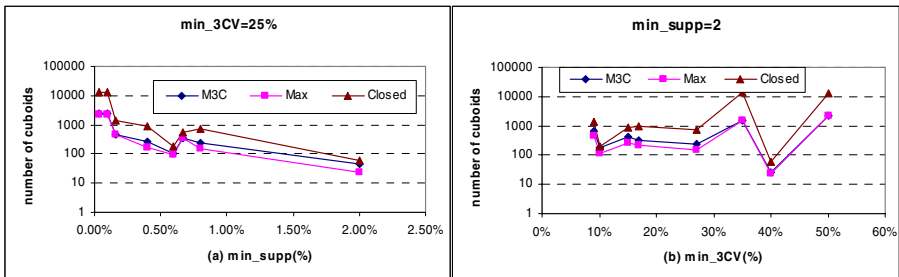 min_3CV=25%
number of cuboids
100000
10000
1000
100
10
1
M3C
Max
Closed
0.00%
0.50%
1.00%
1.50%
2.00%
2.50%
(a) min_supp(%)
min_supp=2
number of cuboids
100000
10000
1000
100
10
1
M3C
Max
Closed
0%
10%
20%
30%
40%
50%
60%
(b) min_3CV(%)